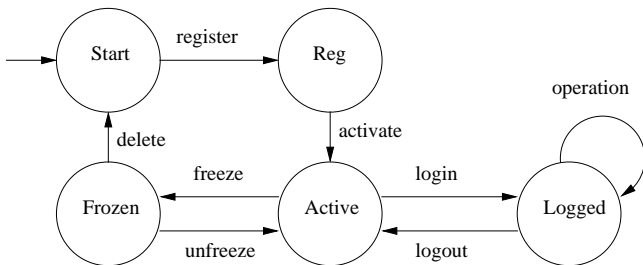 register
Start
Reg
operation
activate
delete
freeze
login
Frozen
Active
Logged
unfreeze
logout